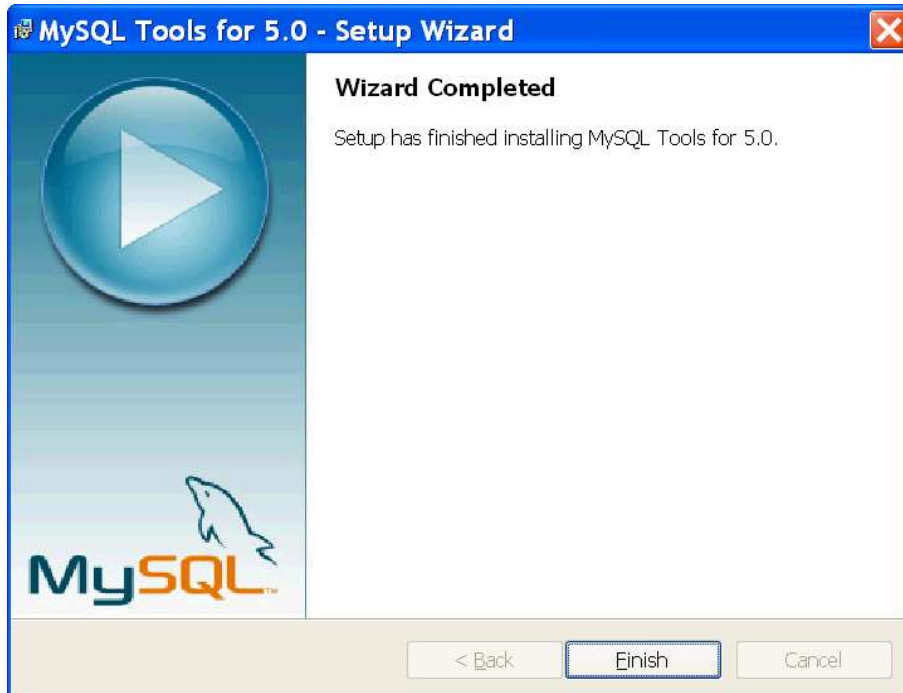 MySQL Tools for 5.0 - Setup Wizard
Wizard Completed
Setup has finished installing MySQL Tools for 5.0.
MySQL™
< Back
Finish
Cancel